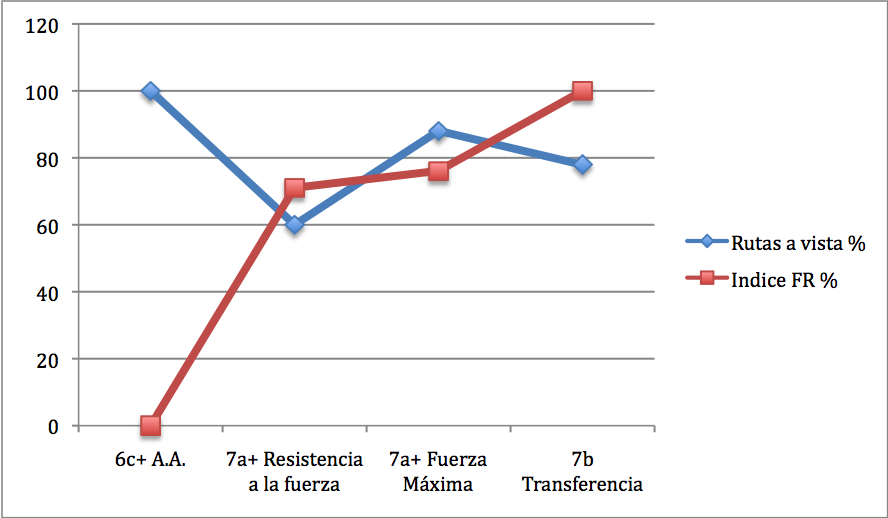 120
100
80
60
40
20
0
6c+ A.A.
7a+ Resistencia
a la fuerza
7a+ Fuerza
Máxima
7b
Transferencia
Rutas a vista %
Indice FR %